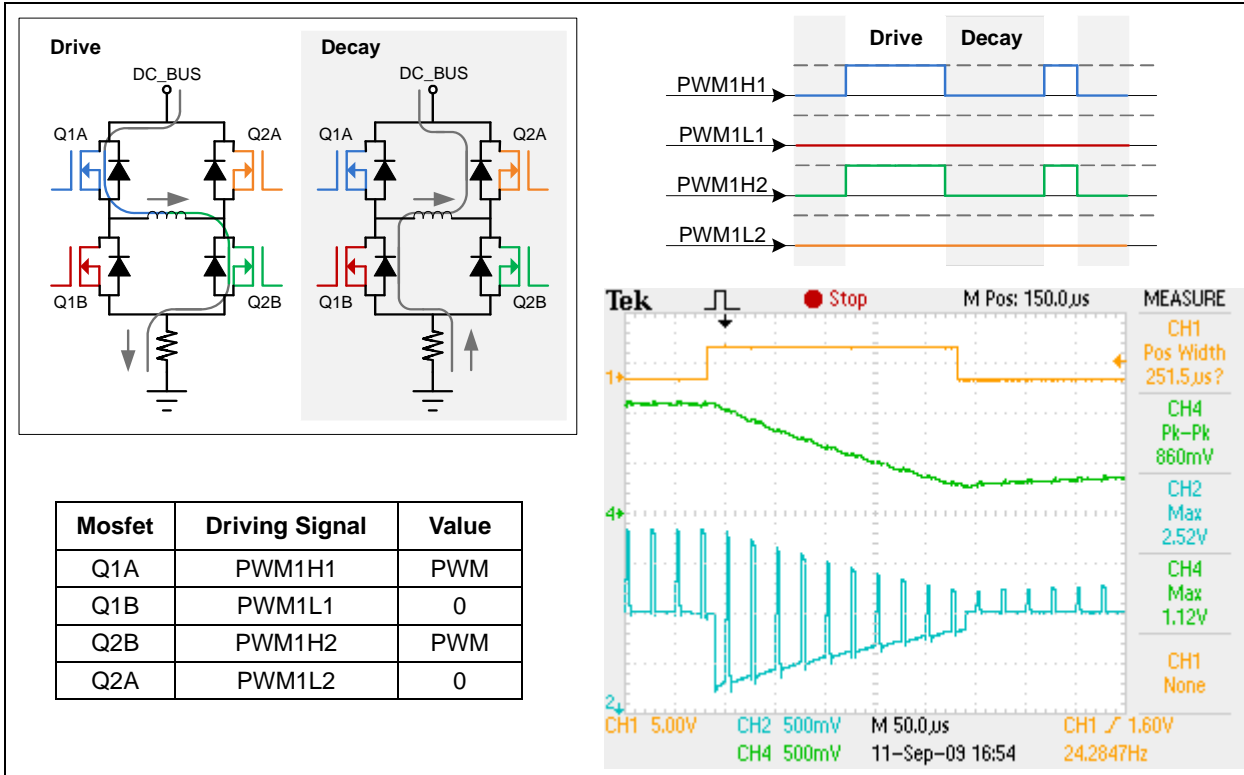 Drive
DC_BUS
Q1A
Q2A
Q1B
Q2B
Decay
DC_BUS
Q1A
Q2A
Q1B
Q2B
Drive Decay
PWM1H1
PWM1L1
PWM1H2
PWM1L2
Mosfet Driving Signal Value
Q1A PWM1H1 PWM
Q1B PWM1L1 0
Q2B PWM1H2 PWM
Q2A PWM1L2 0
Tek Stop M Pos: 150.0µs MEASURE
CH1
Pos Width
251.5µs?
CH4
Pk-Pk
860mV
CH2
Max
2.52V
CH4
Max
1.12V
CH1
None
1
4
2
CH1 5.00V CH2 500mV M 50.0µs CH1 1.60V
CH4 500mV 11-Sep-09 16:54 24.2847Hz